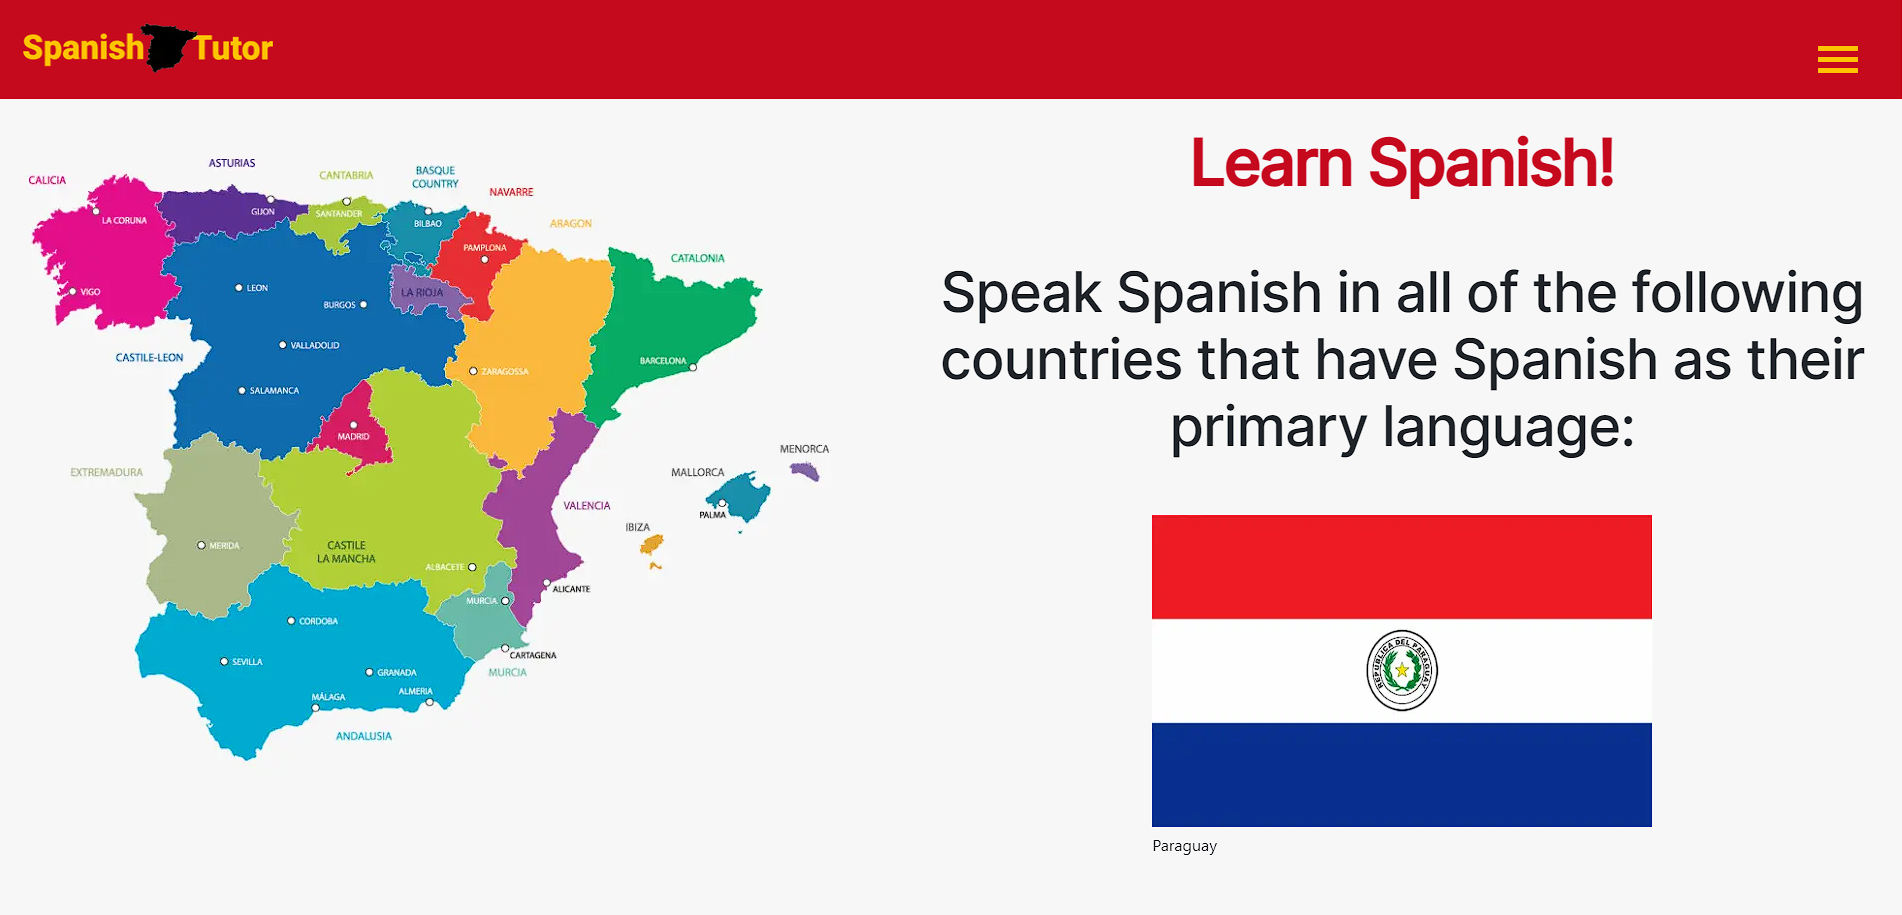 Spanish Tutor
Learn Spanish!
Speak Spanish in all of the following
countries that have Spanish as their
primary language:
REPUBLICA DEL PARAGUAY
Paraguay
CALICIA
ASTURIAS
CANTABRIA
BASQUE
COUNTRY
NAVARRE
ARAGON
CATALONIA
LA CORUNA
GIJON
SANTANDER
BILBAO
PAMPLONA
VIGO
LEON
BURGOS
LA RIOJA
VALLADOLID
CASTILE-LEON
ZARAGOSSA
BARCELONA
SALAMANCA
MADRID
EXTREMADURA
MENORCA
MALLORCA
PALMA
VALENCIA
IBIZA
MERIDA
CASTILE
LA MANCHA
ALBACETE
ALICANTE
MURCIA
CORDOBA
CARTAGENA
SEVILLA
GRANADA
MURCIA
MÁLAGA
ALMERIA
ANDALUSIA